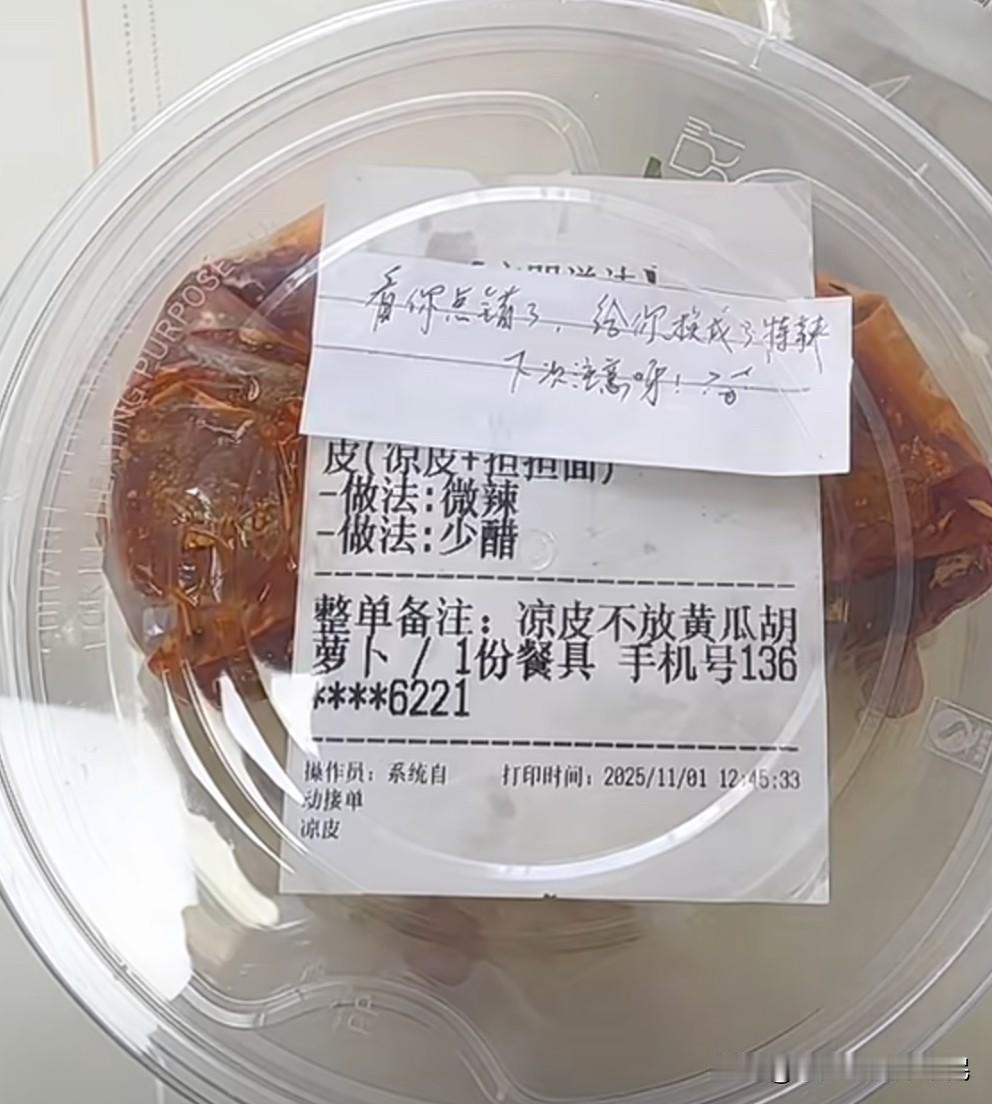 看你点错了，给你换成了特辣
下次注意呀！
皮(凉皮+担担面)
-做法:微辣
-做法:少醋
整单备注：凉皮不放黄瓜胡
萝卜 / 1份餐具 手机号136
****6221
操作员：系统自 打印时间：2025/11/01 12:45:33
动接单
凉皮